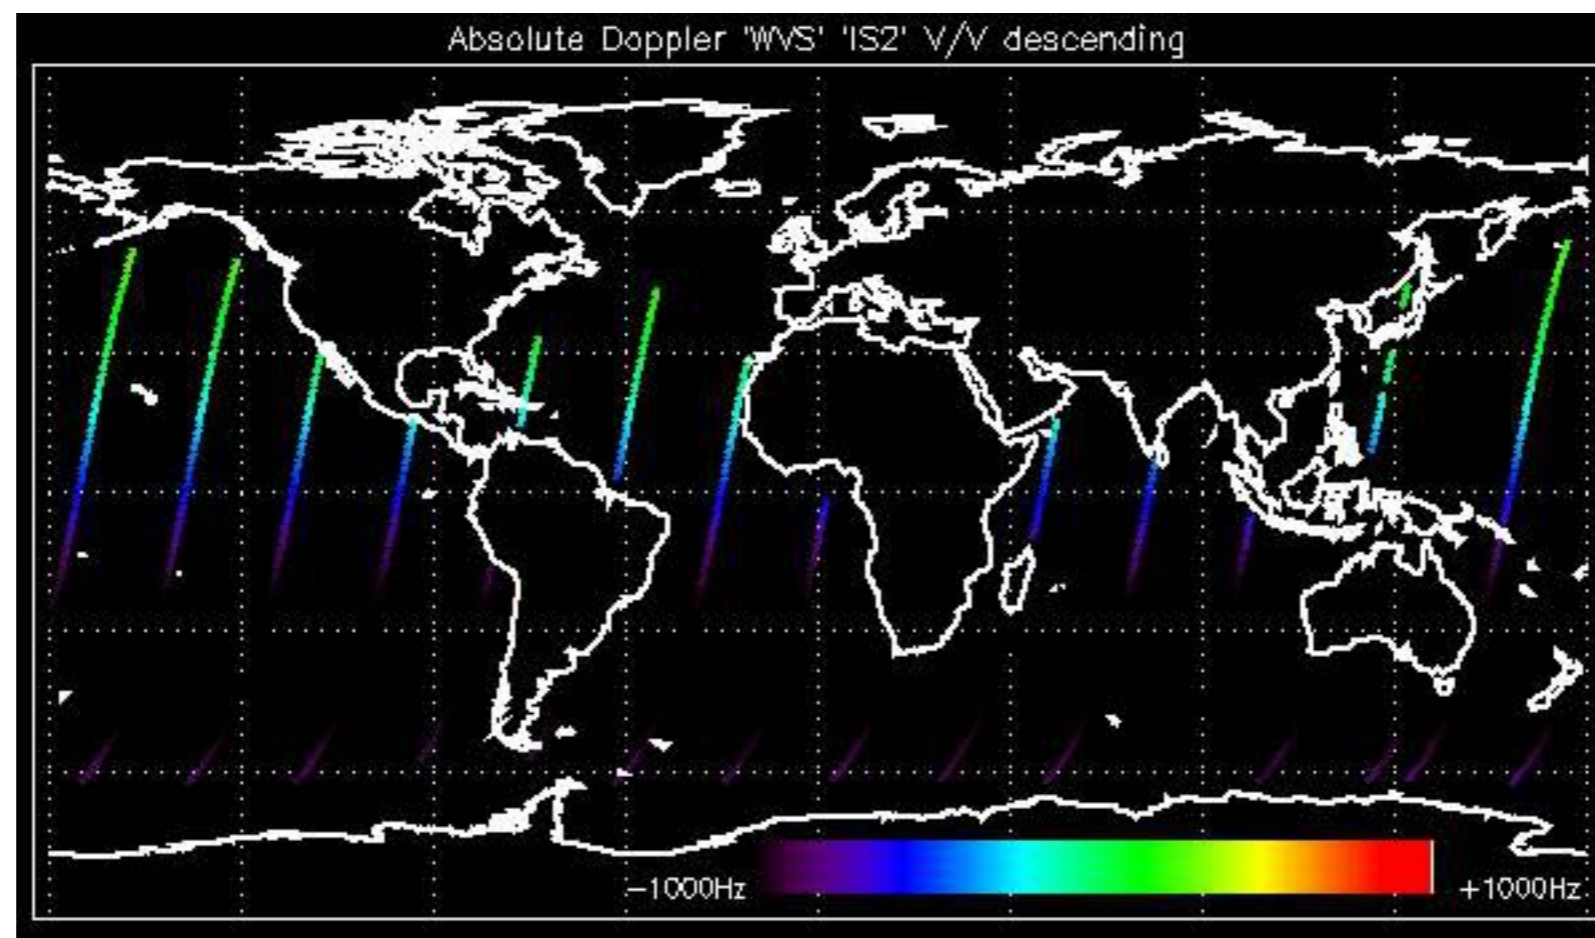 Absolute Doppler 'WVS' 'IS2' V/V descending
−1000Hz
+1000Hz